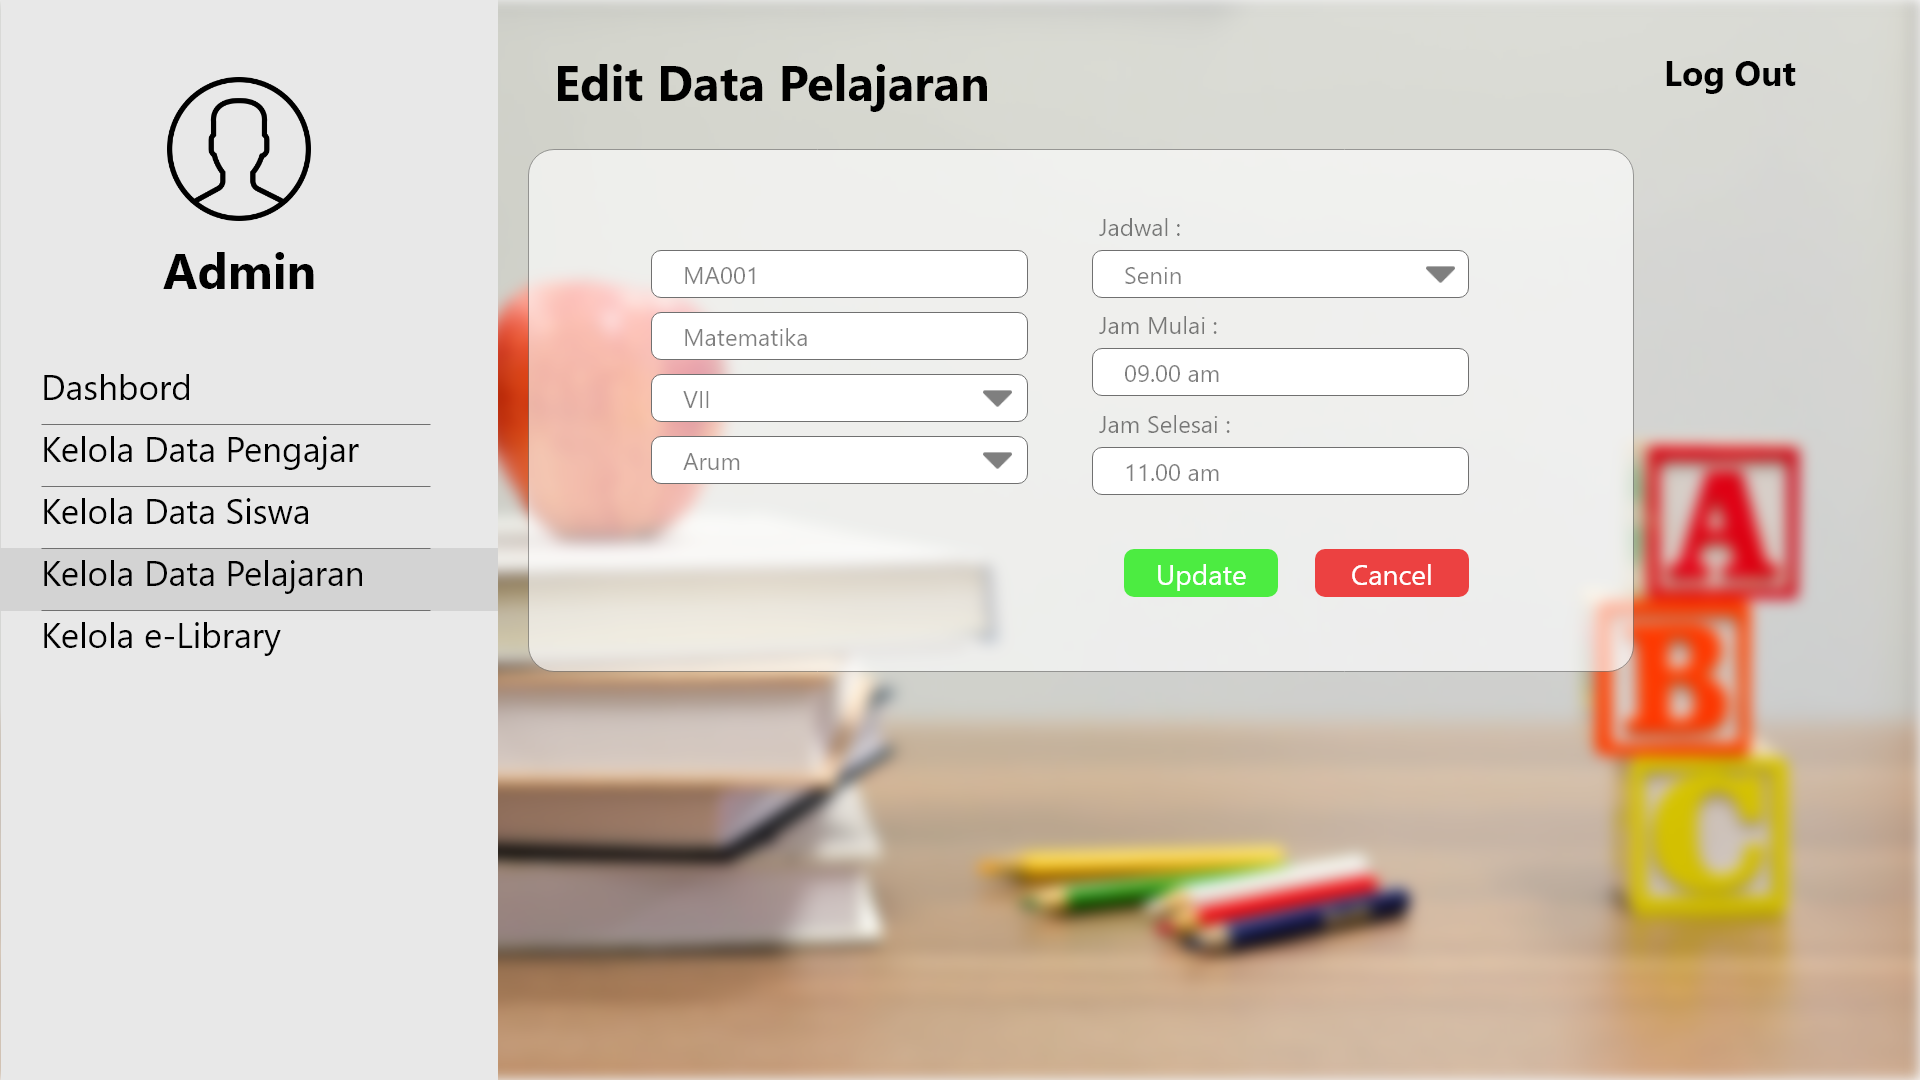 Admin
Dashbord
Kelola Data Pengajar
Kelola Data Siswa
Kelola Data Pelajaran
Kelola e-Library
Edit Data Pelajaran
Log Out
MA001
Matematika
VII
Arum
Jadwal :
Senin
Jam Mulai :
09.00 am
Jam Selesai :
11.00 am
Update
Cancel
A
B
C